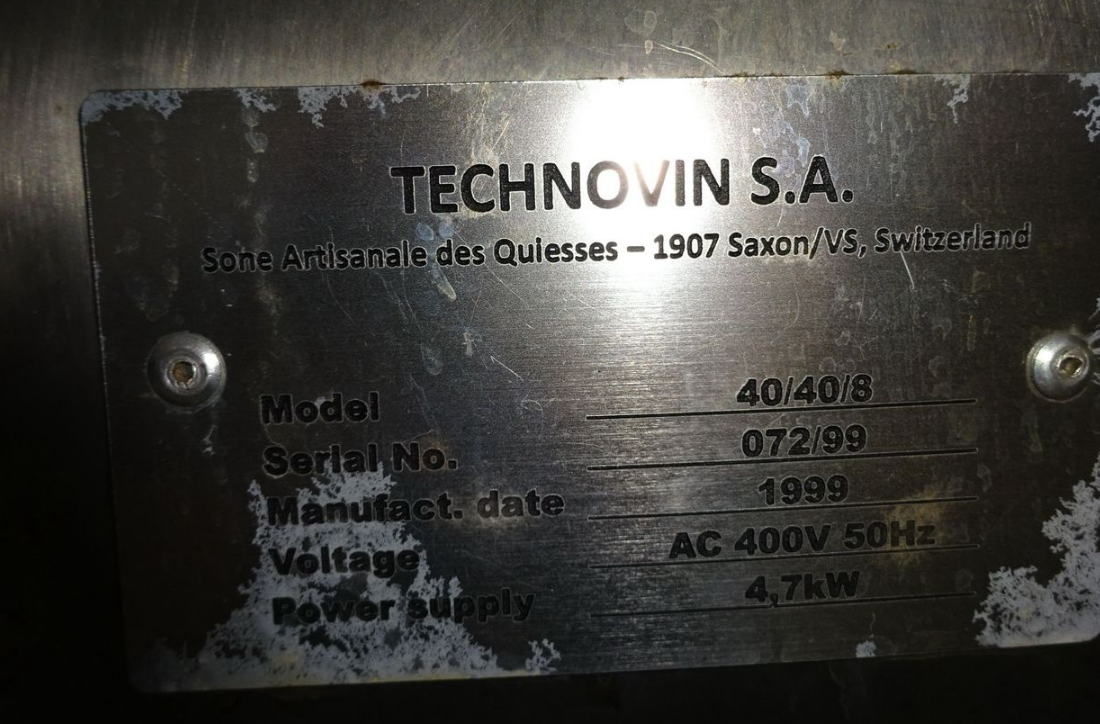 TECHNOVIN S.A.
Sone Artisanale des Quiesses – 1907 Saxon/VS, Switzerland
Model 40/40/8
Serial No. 072/99
Manufact. date 1999
Voltage AC 400V 50Hz
Power supply 4,7kW